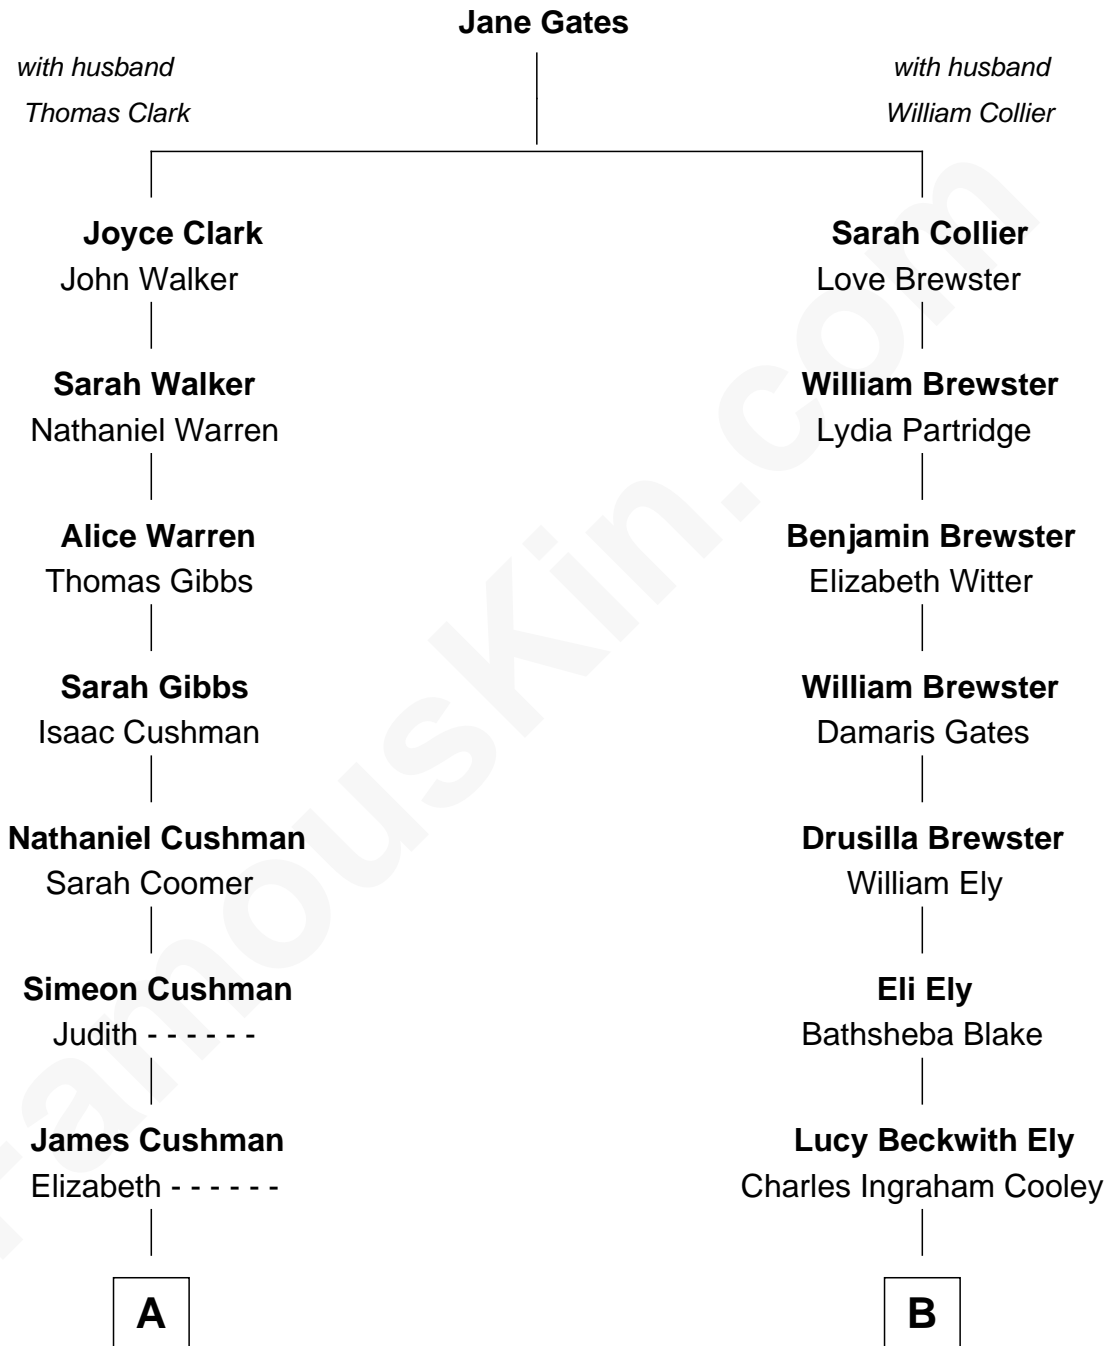 Jane Gates
with husband
Thomas Clark
with husband
William Collier
Joyce Clark
John Walker
Sarah Collier
Love Brewster
Sarah Walker
Nathaniel Warren
William Brewster
Lydia Partridge
Alice Warren
Thomas Gibbs
Benjamin Brewster
Elizabeth Witter
Sarah Gibbs
Isaac Cushman
William Brewster
Damaris Gates
Nathaniel Cushman
Sarah Coomer
Drusilla Brewster
William Ely
Simeon Cushman
Judith - - - - - -
Eli Ely
Bathsheba Blake
James Cushman
Elizabeth - - - - - -
Lucy Beckwith Ely
Charles Ingraham Cooley
A
B
FamousKin.com